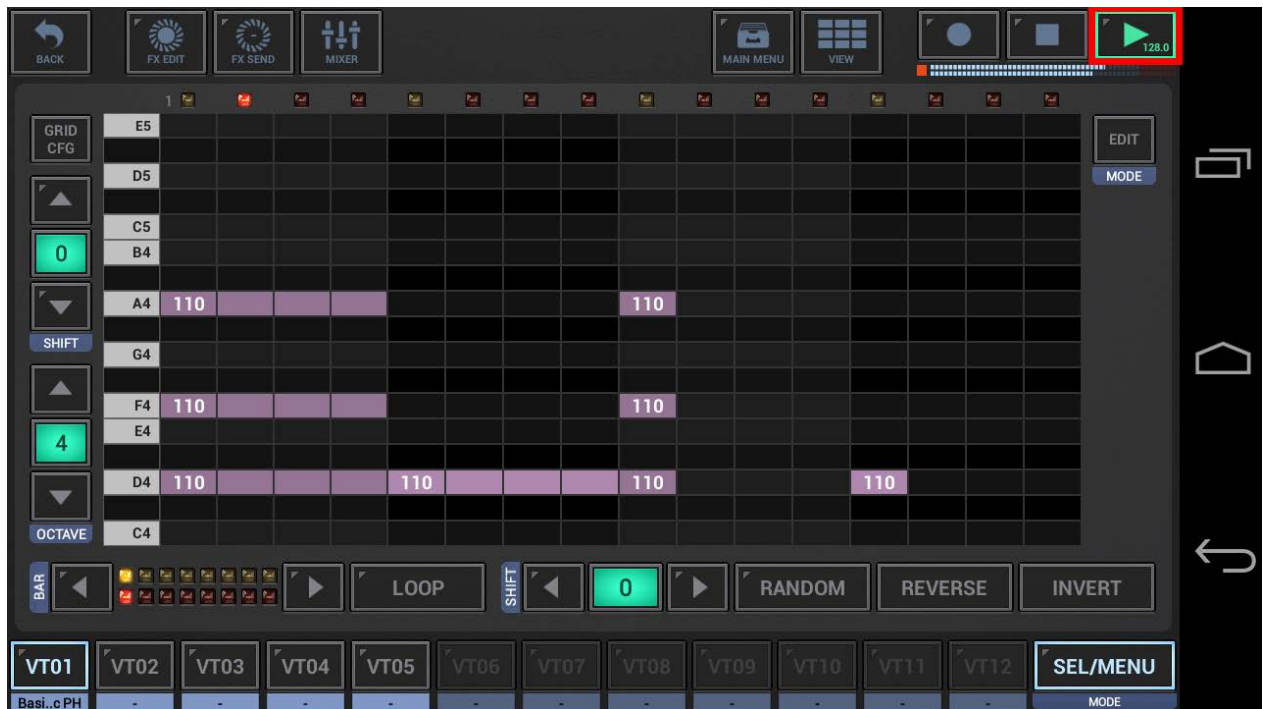 BACK FX EDIT FX SEND MIXER MAIN MENU VIEW 128.0
1
GRID CFG
E5
EDIT
MODE
D5
C5
0
B4
A4 110 110
SHIFT
G4
F4 110 110
4
E4
D4 110 110 110 110
OCTAVE
C4
BAR LOOP SHIFT 0 RANDOM REVERSE INVERT
VT01 VT02 VT03 VT04 VT05 VT06 VT07 VT08 VT09 VT10 VT11 VT12 SEL/MENU
Basi..c PH - - - - - - - - - - - MODE